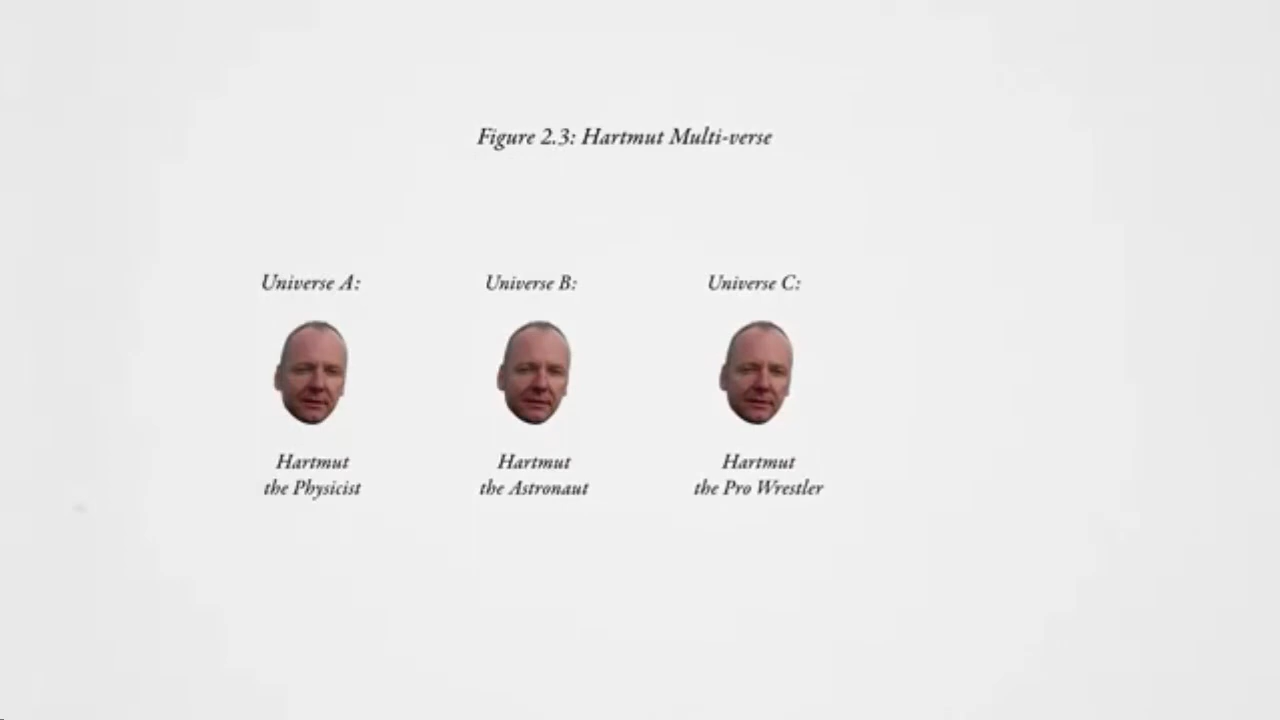 Figure 2.3: Hartmut Multi-verse
Universe A:
Universe B:
Universe C:
Hartmut
the Physicist
Hartmut
the Astronaut
Hartmut
the Pro Wrestler